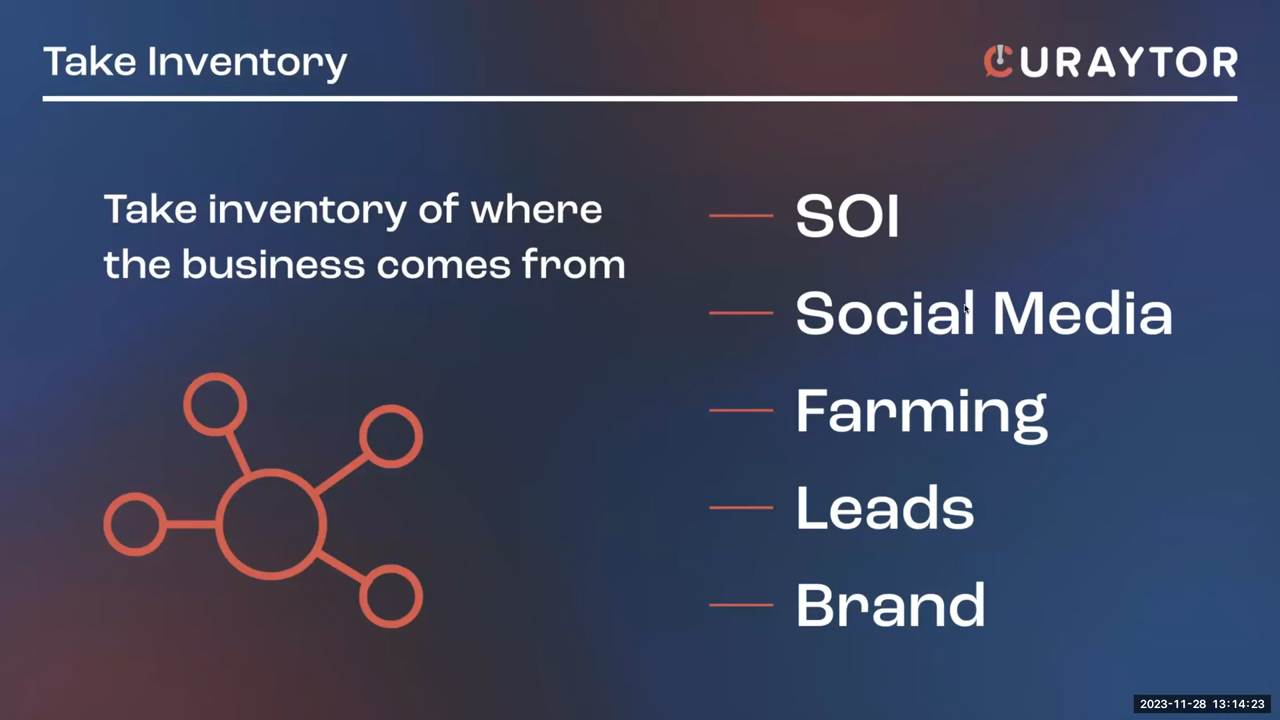 Take Inventory
CURAYTOR
Take inventory of where
the business comes from
SOI
Social Media
Farming
Leads
Brand
2023-11-28 13:14:23